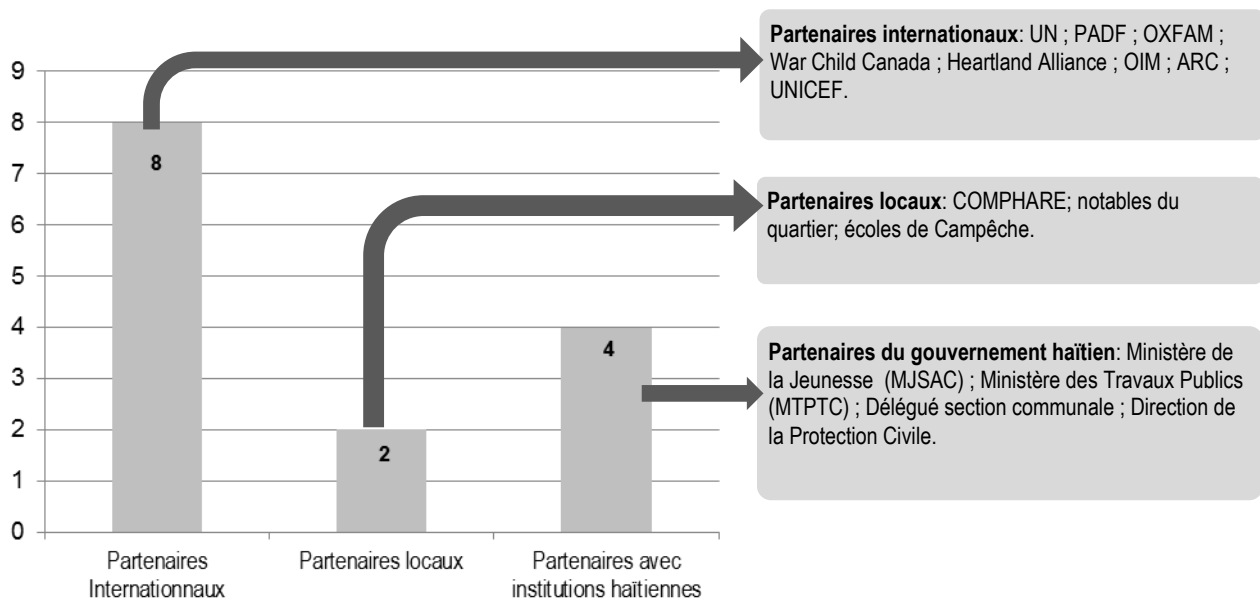 Partenaires internationaux: UN ; PADF ; OXFAM ;
War Child Canada ; Heartland Alliance ; OIM ; ARC ;
UNICEF.
9
8
7
6
5
4
3
2
1
0
8
2
4
Partenaires locaux: COMPHARE; notables du
quartier; écoles de Campêche.
Partenaires du gouvernement haïtien: Ministère de
la Jeunesse (MJSAC) ; Ministère des Travaux Publics
(MTPTC) ; Délégué section communale ; Direction de
la Protection Civile.
Partenaires
Internationnaux
Partenaires locaux
Partenaires avec
institutions haïtiennes